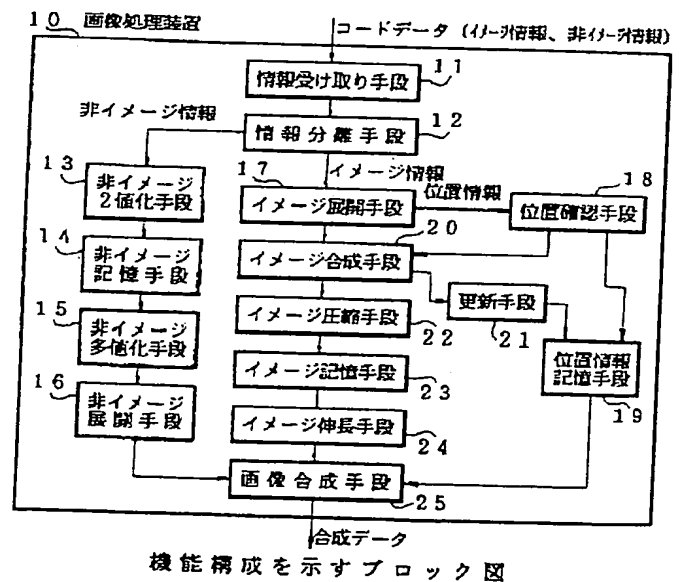 10 画像処理装置
コードデータ (イメージ情報、非イメージ情報)
情報受け取り手段
11
非イメージ情報
情報分離手段
12
13
非イメージ
2値化手段
14
非イメージ
記憶手段
15
非イメージ
多値化手段
16
非イメージ
展開手段
イメージ情報
17
イメージ展開手段
位置情報
18
位置確認手段
20
イメージ合成手段
更新手段
21
イメージ圧縮手段
22
位置情報
記憶手段
19
イメージ記憶手段
23
イメージ伸長手段
24
画像合成手段
25
合成データ
機能構成を示すブロック図